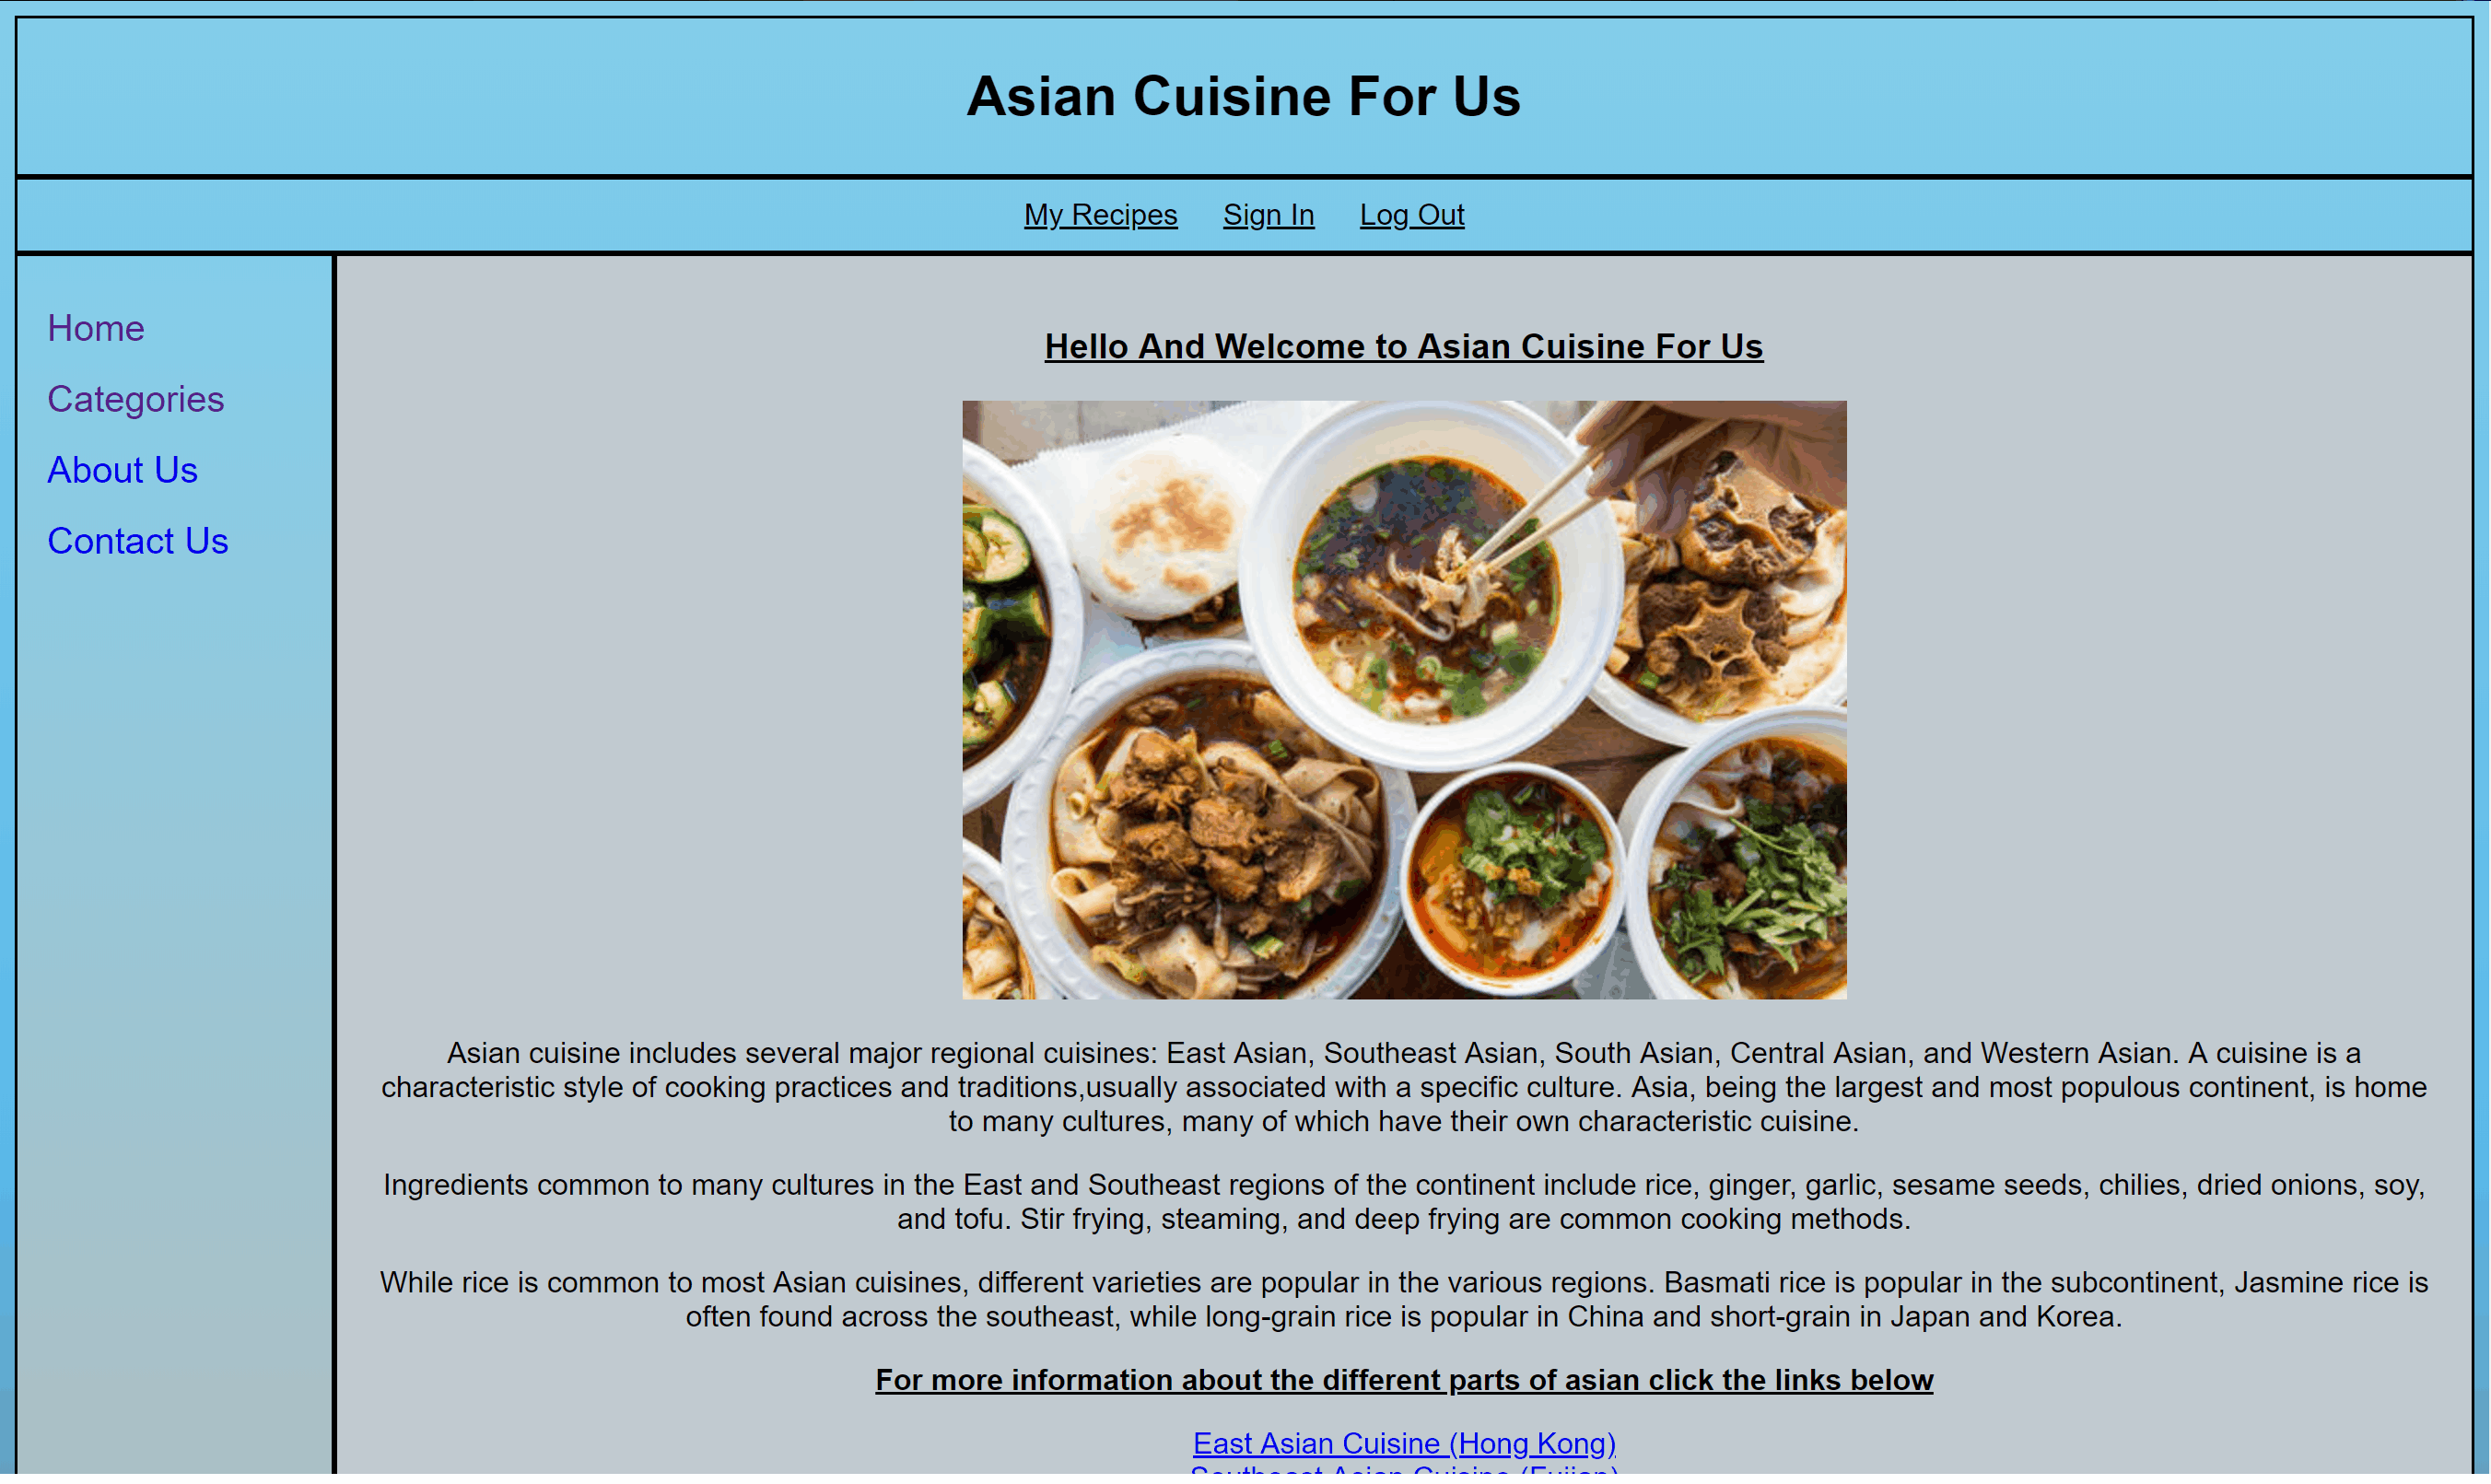 Asian Cuisine For Us
My Recipes Sign In Log Out
Home
Categories
About Us
Contact Us
Hello And Welcome to Asian Cuisine For Us
Asian cuisine includes several major regional cuisines: East Asian, Southeast Asian, South Asian, Central Asian, and Western Asian. A cuisine is a
characteristic style of cooking practices and traditions,usually associated with a specific culture. Asia, being the largest and most populous continent, is home
to many cultures, many of which have their own characteristic cuisine.
Ingredients common to many cultures in the East and Southeast regions of the continent include rice, ginger, garlic, sesame seeds, chilies, dried onions, soy,
and tofu. Stir frying, steaming, and deep frying are common cooking methods.
While rice is common to most Asian cuisines, different varieties are popular in the various regions. Basmati rice is popular in the subcontinent, Jasmine rice is
often found across the southeast, while long-grain rice is popular in China and short-grain in Japan and Korea.
For more information about the different parts of asian click the links below
East Asian Cuisine (Hong Kong)
Southeast Asian Cuisine (Fujian)